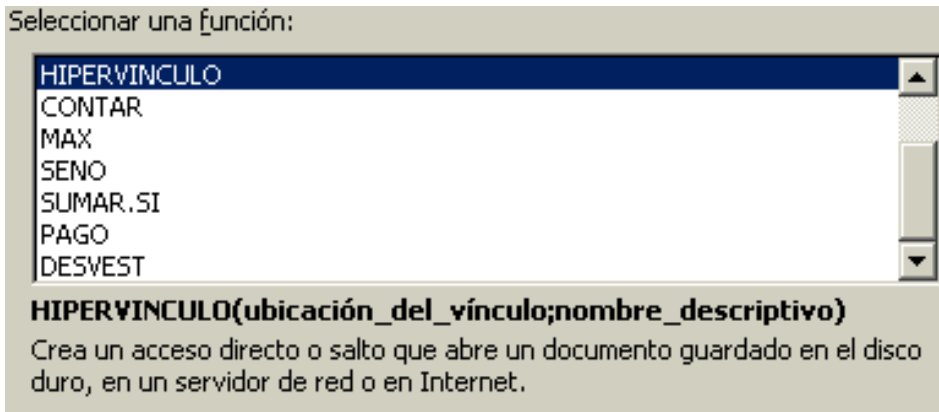 Seleccionar una función:
HIPERVINCULO
CONTAR
MAX
SENO
SUMAR.SI
PAGO
DESVEST
HIPERVINCULO(ubicación_del_vínculo;nombre_descriptivo)
Crea un acceso directo o salto que abre un documento guardado en el disco
duro, en un servidor de red o en Internet.